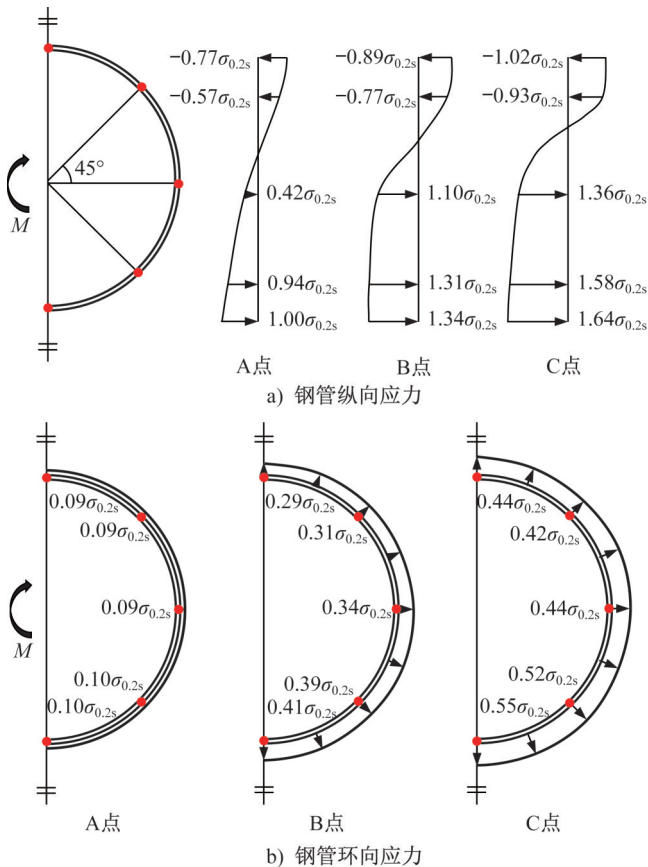 45°
M
−0.77σ0.2s
−0.57σ0.2s
0.42σ0.2s
0.94σ0.2s
1.00σ0.2s
A点
−0.89σ0.2s
−0.77σ0.2s
1.10σ0.2s
1.31σ0.2s
1.34σ0.2s
B点
−1.02σ0.2s
−0.93σ0.2s
1.36σ0.2s
1.58σ0.2s
1.64σ0.2s
C点
a) 钢管纵向应力
M
0.09σ0.2s
0.09σ0.2s
0.09σ0.2s
0.10σ0.2s
0.10σ0.2s
A点
0.29σ0.2s
0.31σ0.2s
0.34σ0.2s
0.39σ0.2s
0.41σ0.2s
B点
0.44σ0.2s
0.42σ0.2s
0.44σ0.2s
0.52σ0.2s
0.55σ0.2s
C点
b) 钢管环向应力